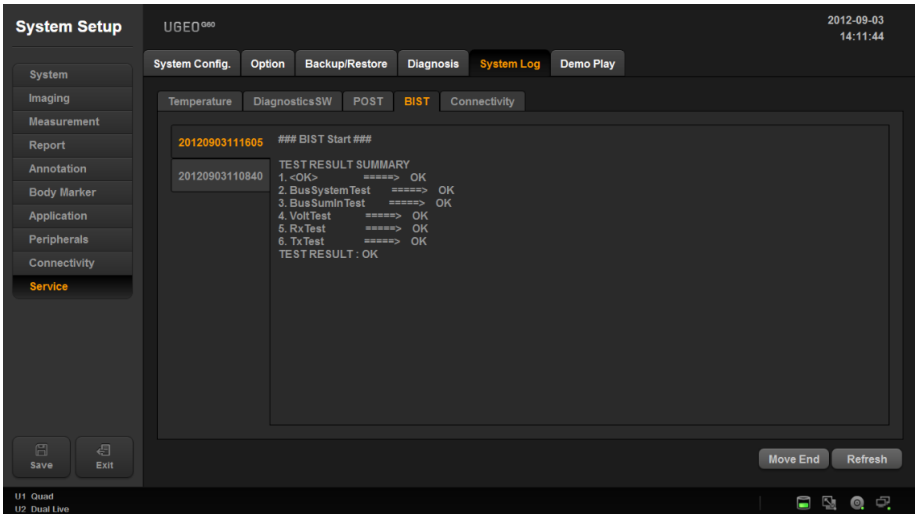 System Setup
UGEO G60
2012-09-03
14:11:44
System Config.
Option
Backup/Restore
Diagnosis
System Log
Demo Play
System
Imaging
Measurement
Report
Annotation
Body Marker
Application
Peripherals
Connectivity
Service
Temperature
DiagnosticsSW
POST
BIST
Connectivity
20120903111605
20120903110840
### BIST Start ###
TEST RESULT SUMMARY
1. <OK> =====> OK
2. BusSystemTest =====> OK
3. BusSumInTest =====> OK
4. VoltTest =====> OK
5. RxTest =====> OK
6. TxTest =====> OK
TEST RESULT : OK
Save
Exit
Move End
Refresh
U1 Quad
U2 Dual Live